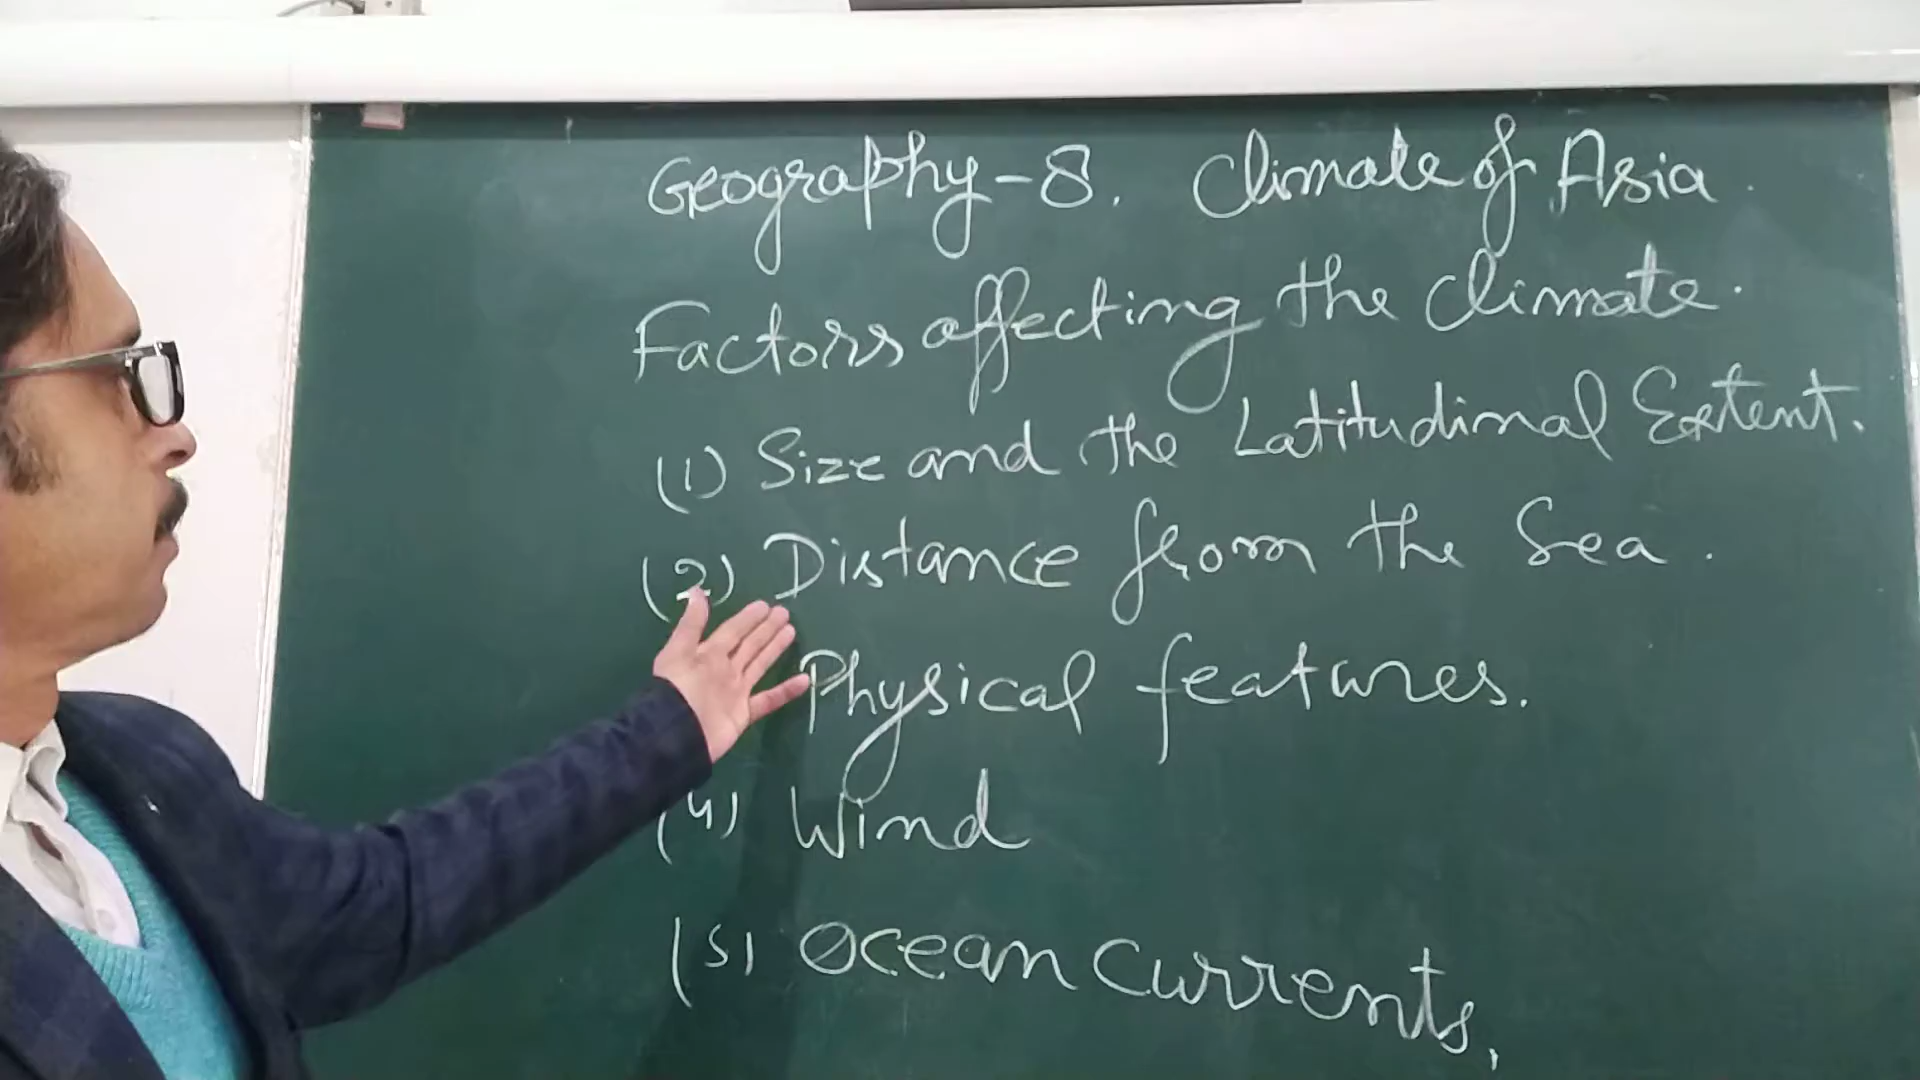 Geography-8. Climate of Asia.
Factors affecting the climate.
(1) Size and the Latitudinal Extent.
(2) Distance from the Sea.
Physical features.
(4) Wind
(5) Ocean Currents,